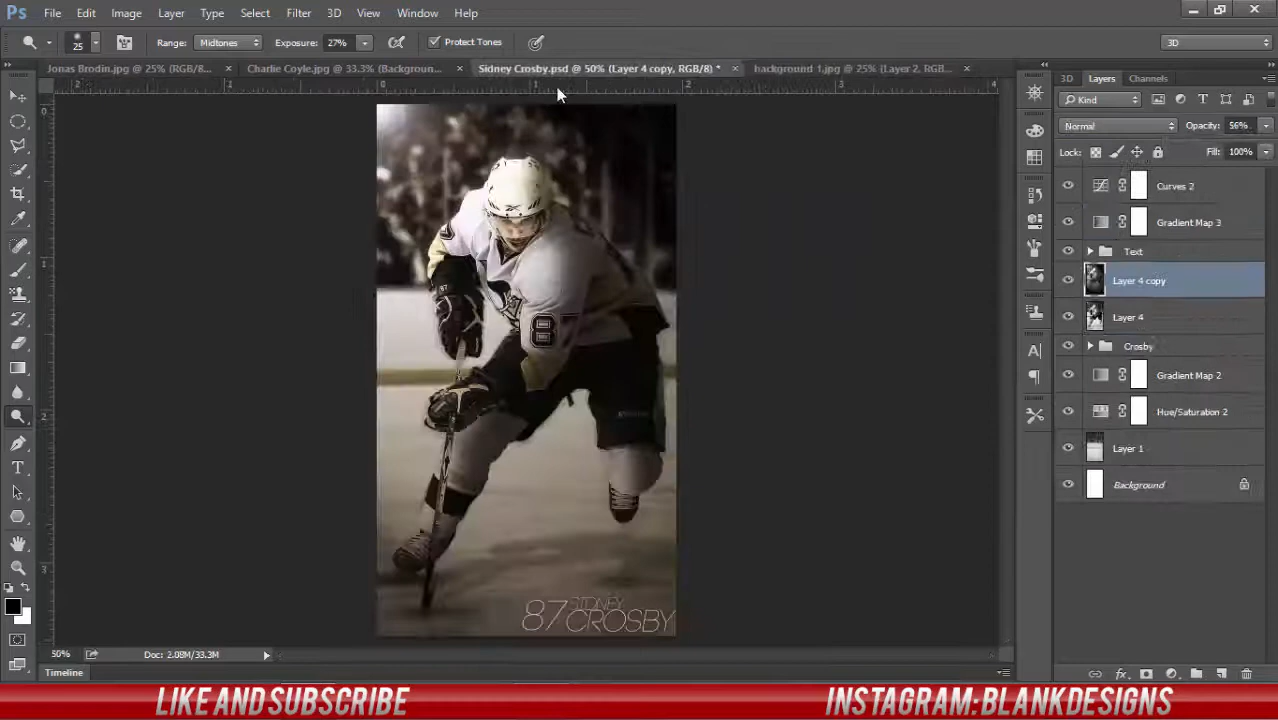 Ps File Edit Image Layer Type Select Filter 3D View Window Help
25 Range: Midtones Exposure: 27% Protect Tones 3D
Jonas Brodin.jpg @ 25% (RGB/8... × Charlie Coyle.jpg @ 33.3% (Backgroun... × Sidney Crosby.psd @ 50% (Layer 4 copy, RGB/8) * × background 1.jpg @ 25% (Layer 2, RGB... ×
3D Layers Channels
Kind
Normal Opacity: 56%
Lock: Fill: 100%
Curves 2
Gradient Map 3
Text
Layer 4 copy
Layer 4
Crosby
Gradient Map 2
Hue/Saturation 2
Layer 1
Background
87 SIDNEY
CROSBY
50% Doc: 2.08M/33.3M
Timeline
LIKE AND SUBSCRIBE INSTAGRAM: BLANKDESIGNS